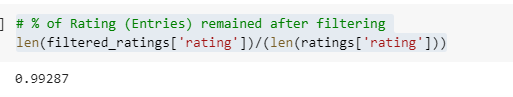 ]
# % of Rating (Entries) remained after filtering
len(filtered_ratings['rating'])/(len(ratings['rating']))
0.99287